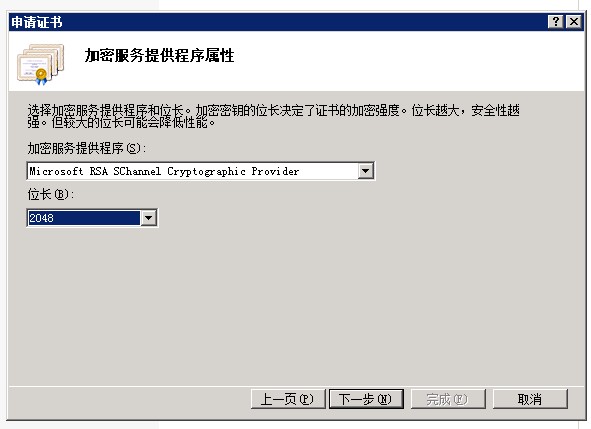 申请证书
加密服务提供程序属性
选择加密服务提供程序和位长。加密密钥的位长决定了证书的加密强度。位长越大，安全性越
强。但较大的位长可能会降低性能。
加密服务提供程序(S):
Microsoft RSA SChannel Cryptographic Provider
位长(B):
2048
上一页(P) 下一步(N) 完成(F) 取消